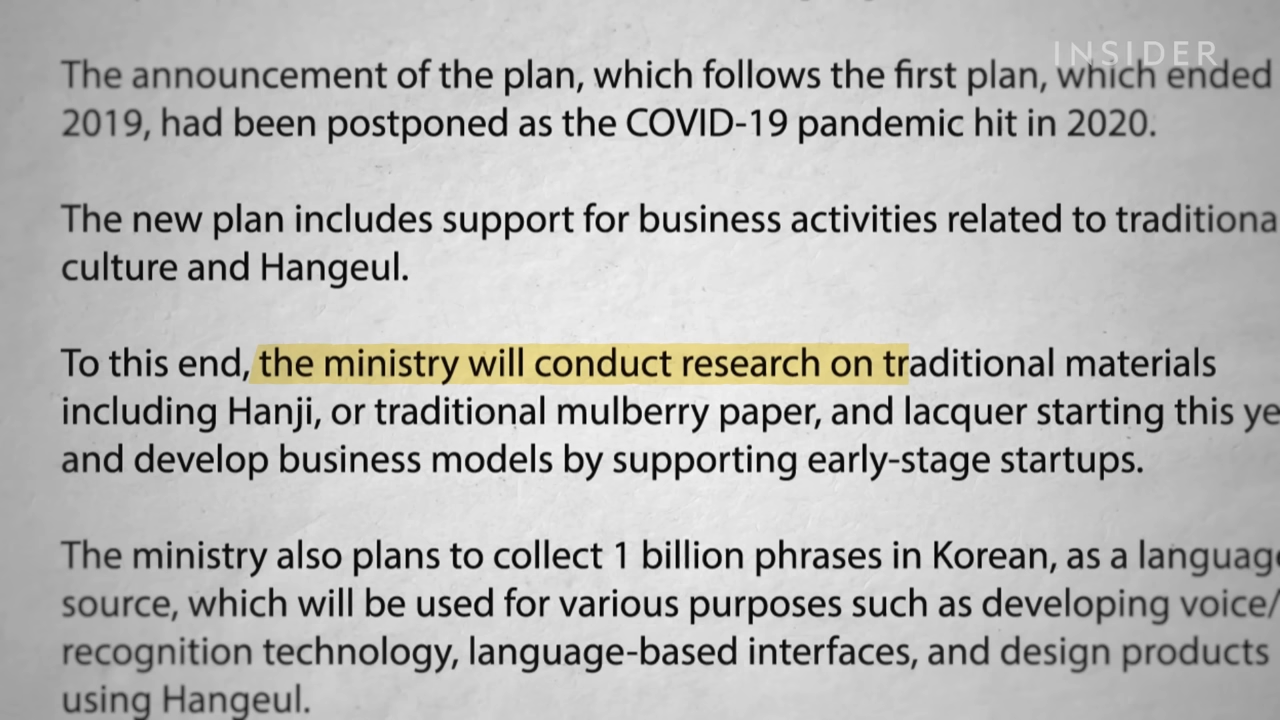 INSIDER
The announcement of the plan, which follows the first plan, which ended
2019, had been postponed as the COVID-19 pandemic hit in 2020.
The new plan includes support for business activities related to traditiona
culture and Hangeul.
To this end, the ministry will conduct research on traditional materials
including Hanji, or traditional mulberry paper, and lacquer starting this ye
and develop business models by supporting early-stage startups.
The ministry also plans to collect 1 billion phrases in Korean, as a language
source, which will be used for various purposes such as developing voice/
recognition technology, language-based interfaces, and design products
using Hangeul.